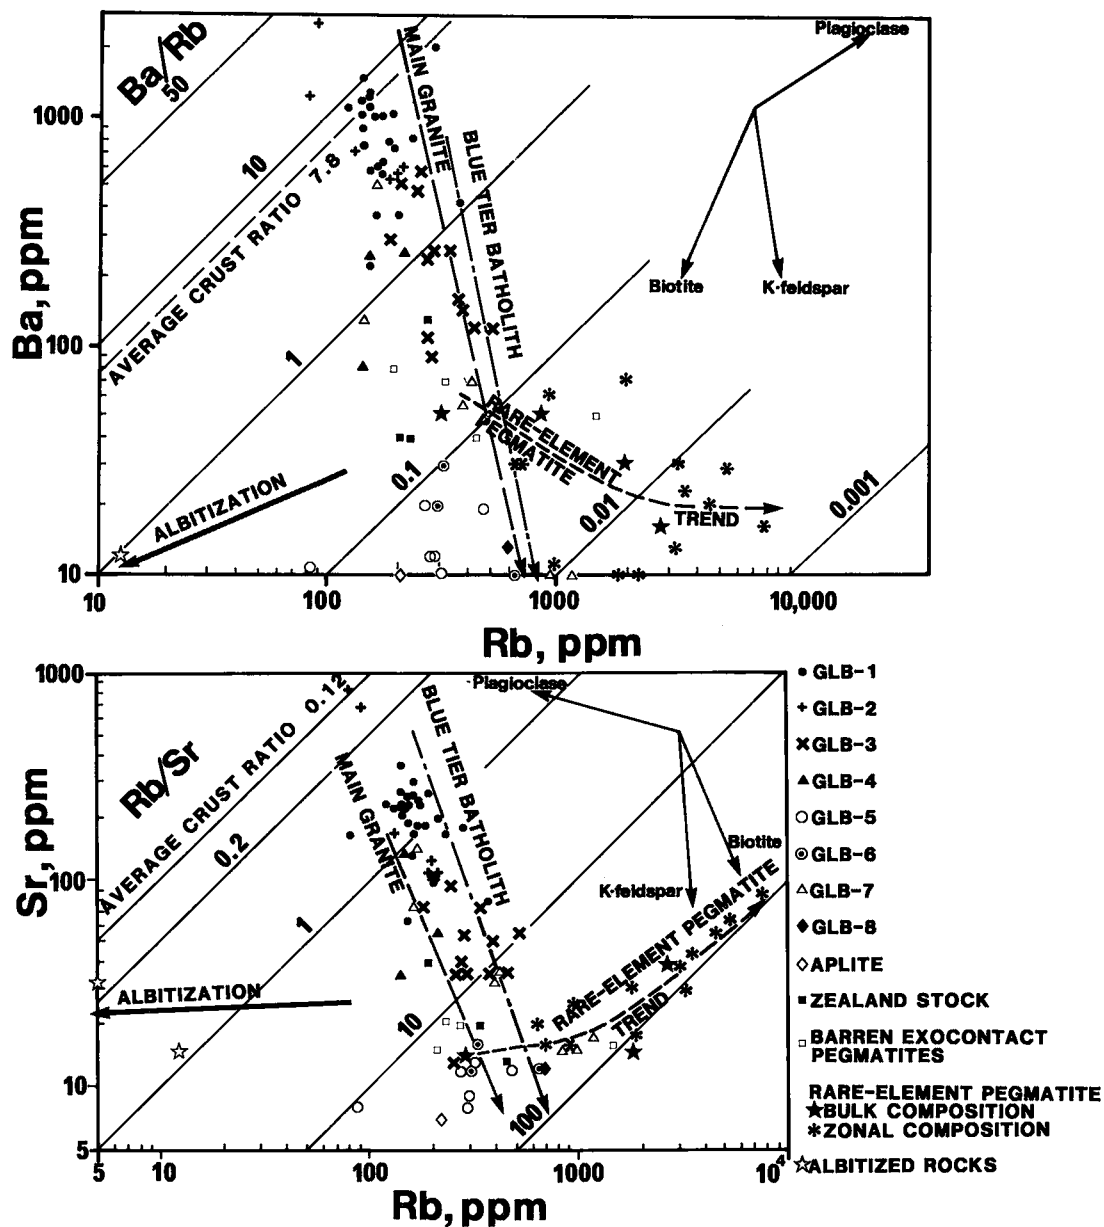 Ba/Rb
50
Plagioclase
MAIN GRANITE
BLUE TIER BATHOLITH
1000
10
AVERAGE CRUST RATIO 7.8
Biotite
K-feldspar
Ba, ppm
100
1
RARE-ELEMENT
PEGMATITE
TREND
0.1
0.01
0.001
ALBITIZATION
10
10
100
1000
10,000
Rb, ppm
1000
AVERAGE CRUST RATIO 0.12
Rb/Sr
Plagioclase
BLUE TIER BATHOLITH
MAIN GRANITE
0.2
Sr, ppm
100
Biotite
K-feldspar
1
RARE-ELEMENT PEGMATITE
TREND
ALBITIZATION
10
10
100
5
5
10
100
1000
10⁴
Rb, ppm
GLB-1
GLB-2
GLB-3
GLB-4
GLB-5
GLB-6
GLB-7
GLB-8
APLITE
ZEALAND STOCK
BARREN EXOCONTACT
PEGMATITES
RARE-ELEMENT PEGMATITE
BULK COMPOSITION
ZONAL COMPOSITION
ALBITIZED ROCKS